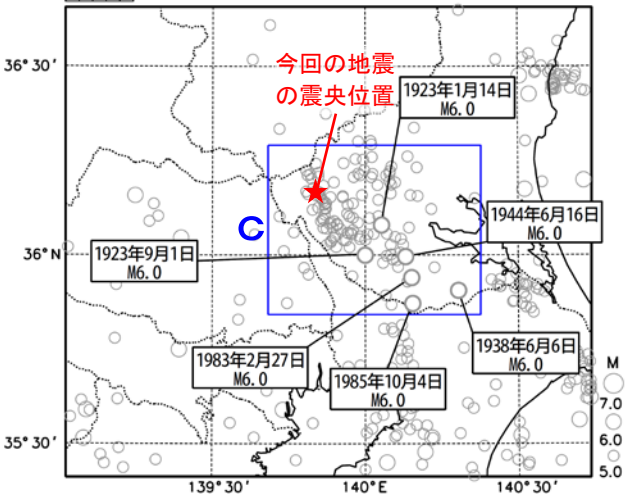 36°30′
今回の地震
の震央位置
1923年1月14日
M6.0
C
1944年6月16日
M6.0
36°N
1923年9月1日
M6.0
1983年2月27日
M6.0
1985年10月4日
M6.0
1938年6月6日
M6.0
M
7.0
6.0
5.0
35°30′
139°30′
140°E
140°30′